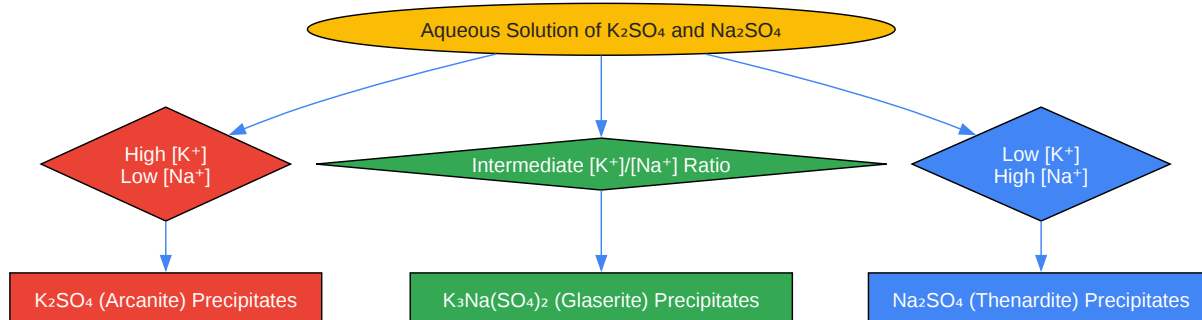 Aqueous Solution of K₂SO₄ and Na₂SO₄
High [K⁺]
Low [Na⁺]
Intermediate [K⁺]/[Na⁺] Ratio
Low [K⁺]
High [Na⁺]
K₂SO₄ (Arcanite) Precipitates
K₃Na(SO₄)₂ (Glaserite) Precipitates
Na₂SO₄ (Thenardite) Precipitates